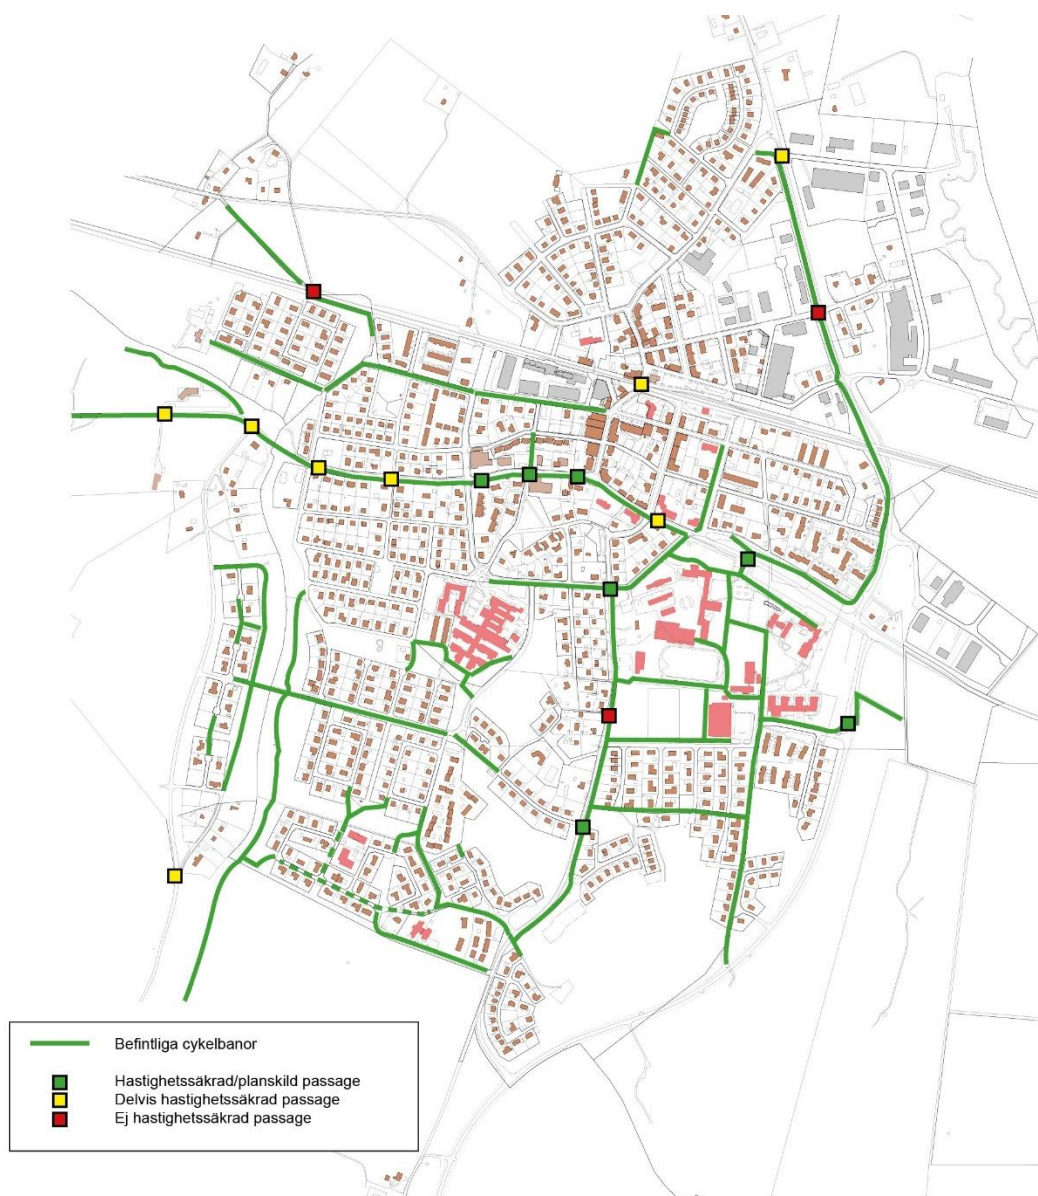 Befintliga cykelbanor
Hastighetssäkrad/planskild passage
Delvis hastighetssäkrad passage
Ej hastighetssäkrad passage